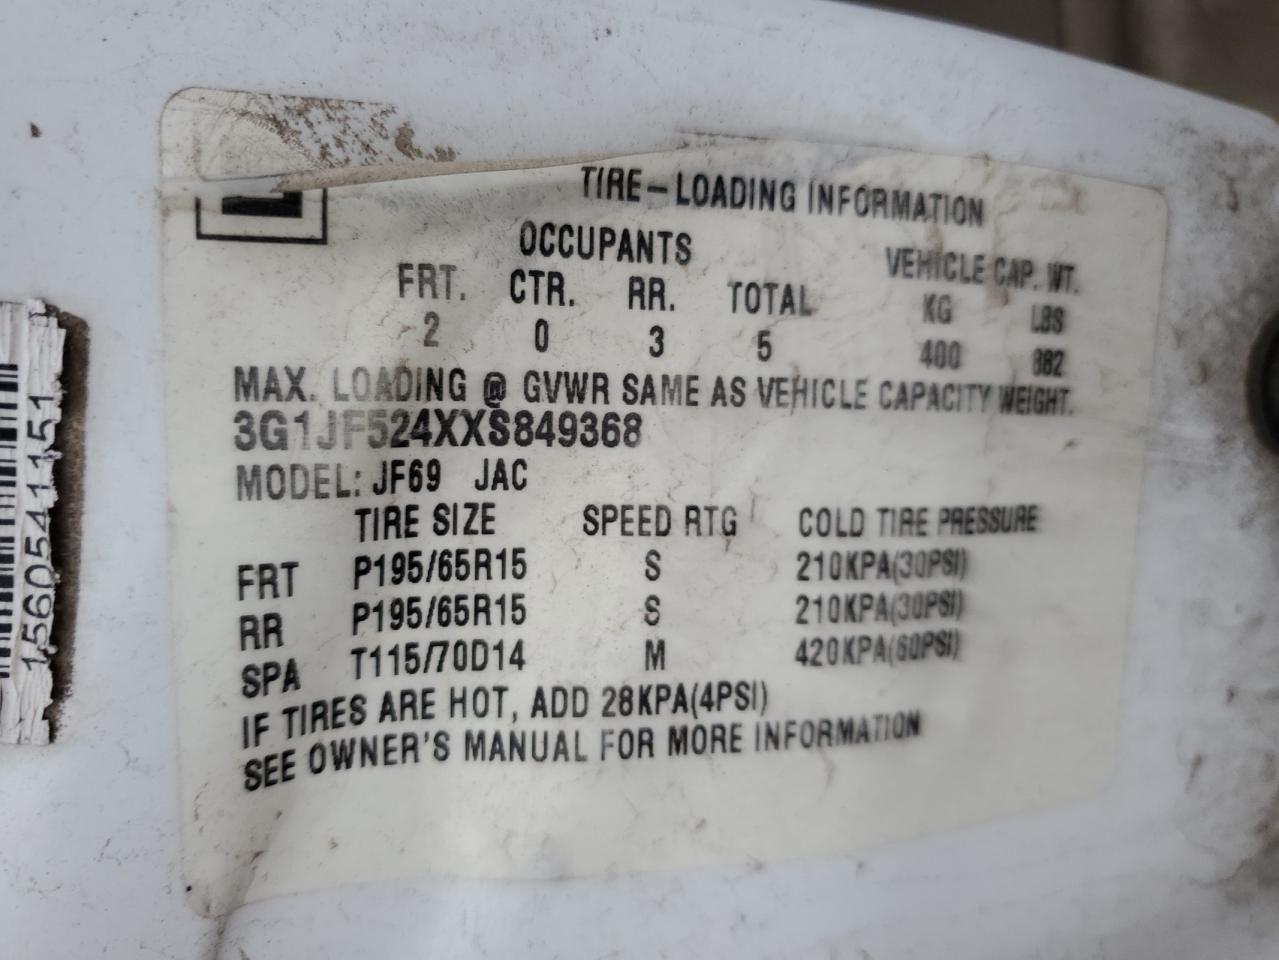 TIRE-LOADING INFORMATION
OCCUPANTS VEHICLE CAP. WT.
FRT. CTR. RR. TOTAL KG LBS
2 0 3 5 400 882
MAX. LOADING @ GVWR SAME AS VEHICLE CAPACITY WEIGHT.
3G1JF524XXS849368
MODEL: JF69 JAC
TIRE SIZE SPEED RTG COLD TIRE PRESSURE
FRT P195/65R15 S 210KPA(30PSI)
RR P195/65R15 S 210KPA(30PSI)
SPA T115/70D14 M 420KPA(60PSI)
IF TIRES ARE HOT, ADD 28KPA(4PSI)
SEE OWNER'S MANUAL FOR MORE INFORMATION
1560541151